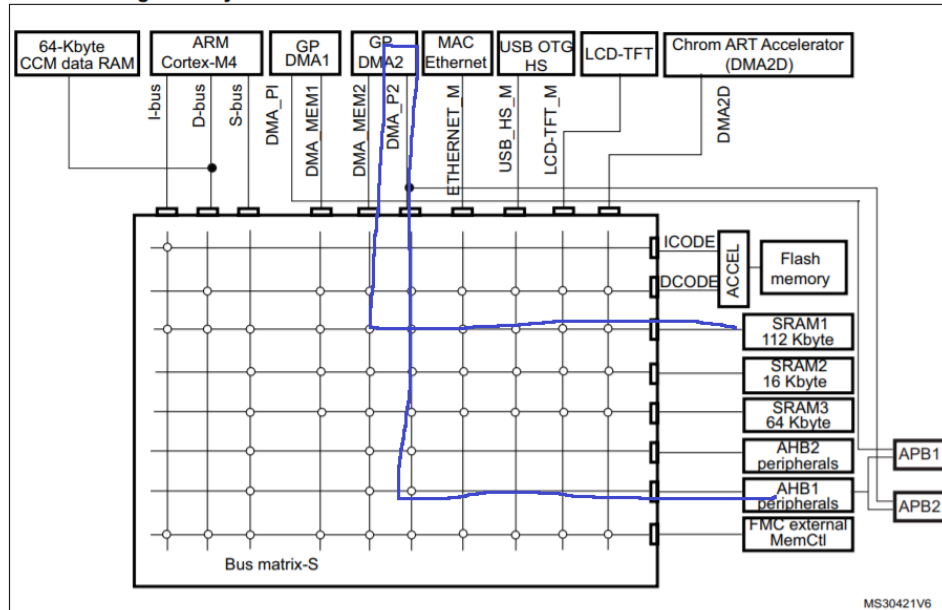 64-Kbyte
CCM data RAM
ARM
Cortex-M4
GP
DMA1
GP
DMA2
MAC
Ethernet
USB OTG
HS
LCD-TFT
Chrom ART Accelerator
(DMA2D)
I-bus
D-bus
S-bus
DMA_PI
DMA_MEM1
DMA_MEM2
DMA_P2
ETHERNET_M
USB_HS_M
LCD-TFT_M
DMA2D
ICODE
DCODE
ACCEL
Flash
memory
SRAM1
112 Kbyte
SRAM2
16 Kbyte
SRAM3
64 Kbyte
AHB2
peripherals
AHB1
peripherals
FMC external
MemCtl
APB1
APB2
Bus matrix-S
MS30421V6